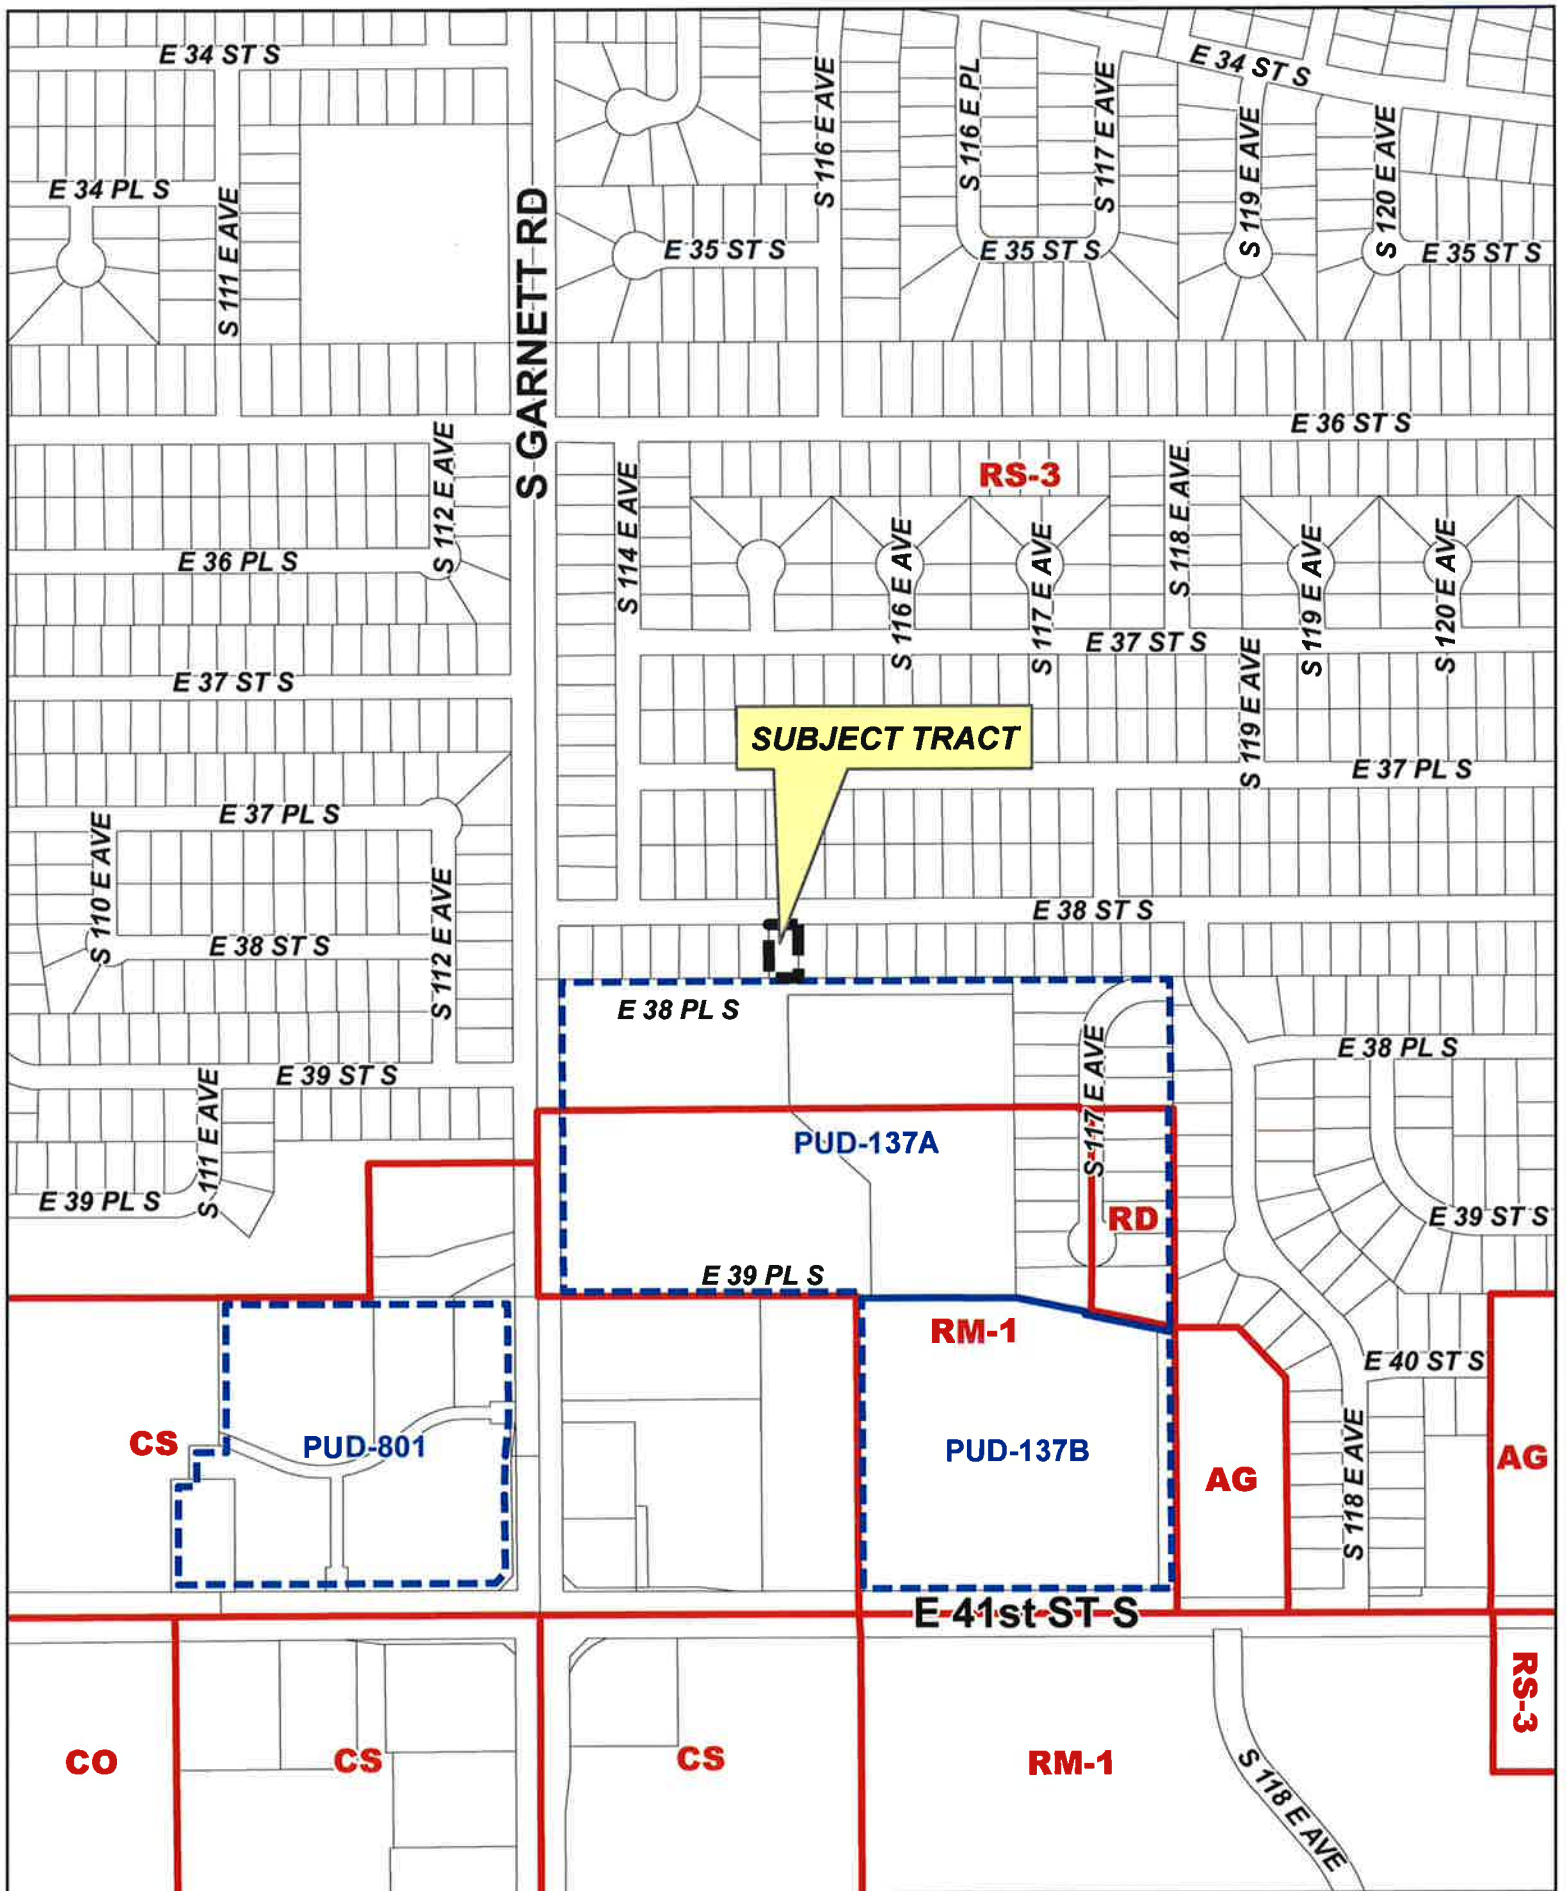 E 34 ST S
E 34 ST S
S 116 E AVE
S 116 E PL
S 117 E AVE
S 119 E AVE
S 120 E AVE
E 34 PL S
S 111 E AVE
S GARNETT RD
E 35 ST S
E 35 ST S
E 35 ST S
E 36 ST S
RS-3
S 112 E AVE
S 114 E AVE
S 118 E AVE
E 36 PL S
S 116 E AVE
S 117 E AVE
S 119 E AVE
S 120 E AVE
E 37 ST S
E 37 ST S
S 119 E AVE
SUBJECT TRACT
E 37 PL S
E 37 PL S
S 110 E AVE
S 112 E AVE
E 38 ST S
E 38 ST S
E 38 PL S
S 117 E AVE
E 38 PL S
E 39 ST S
S 111 E AVE
PUD-137A
E 39 PL S
RD
E 39 ST S
E 39 PL S
RM-1
E 40 ST S
CS
PUD-801
PUD-137B
AG
S 118 E AVE
AG
E 41st ST S
RS-3
CO
CS
CS
RM-1
S 118 E AVE